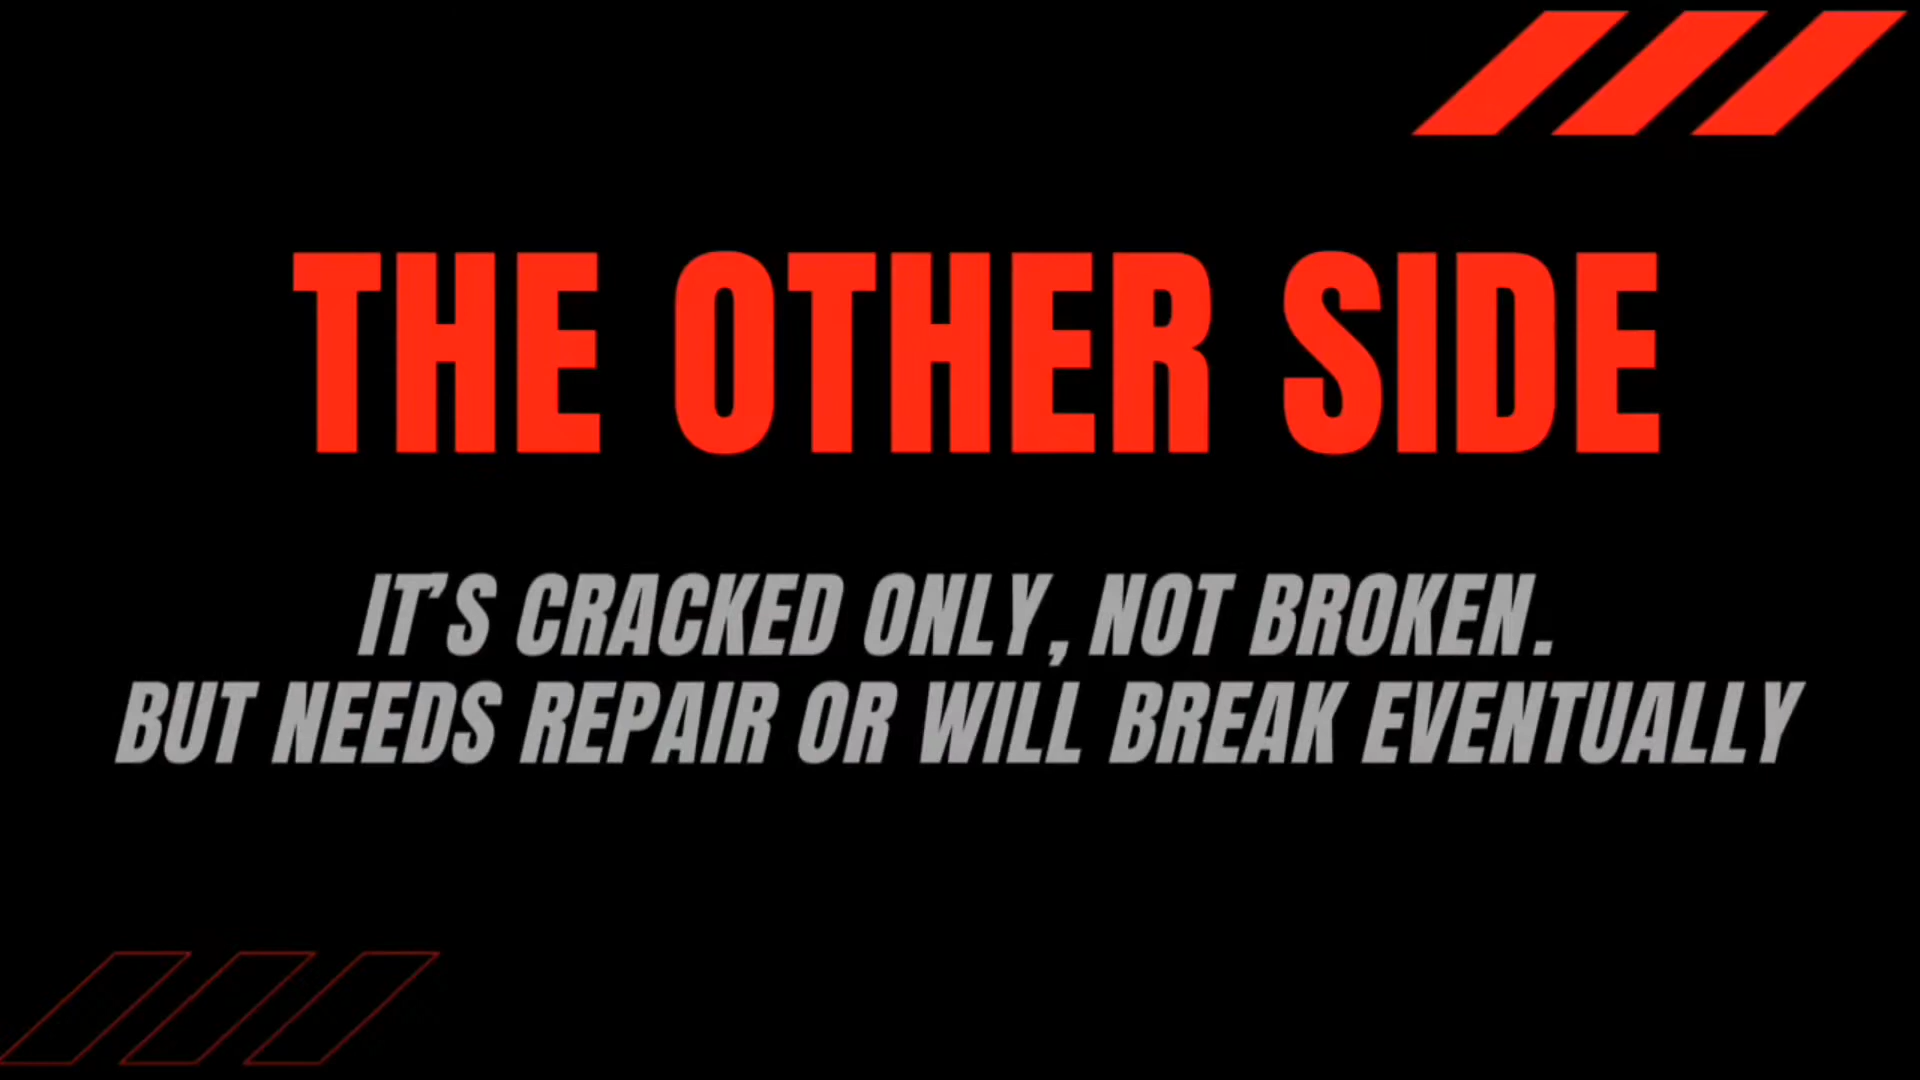 THE OTHER SIDE
IT’S CRACKED ONLY, NOT BROKEN.
BUT NEEDS REPAIR OR WILL BREAK EVENTUALLY